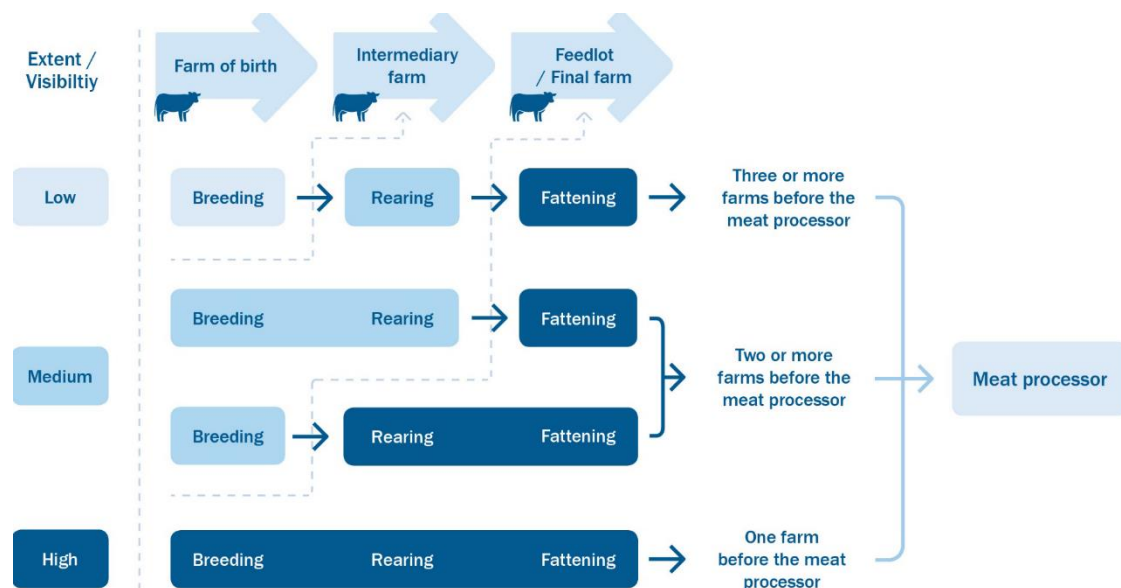 Extent /
Visibiltiy
Farm of birth
Intermediary
farm
Feedlot
/ Final farm
Low
Breeding
Rearing
Fattening
Three or more
farms before the
meat processor
Breeding
Rearing
Fattening
Medium
Two or more
farms before the
meat processor
Meat processor
Breeding
Rearing
Fattening
High
Breeding
Rearing
Fattening
One farm
before the meat
processor